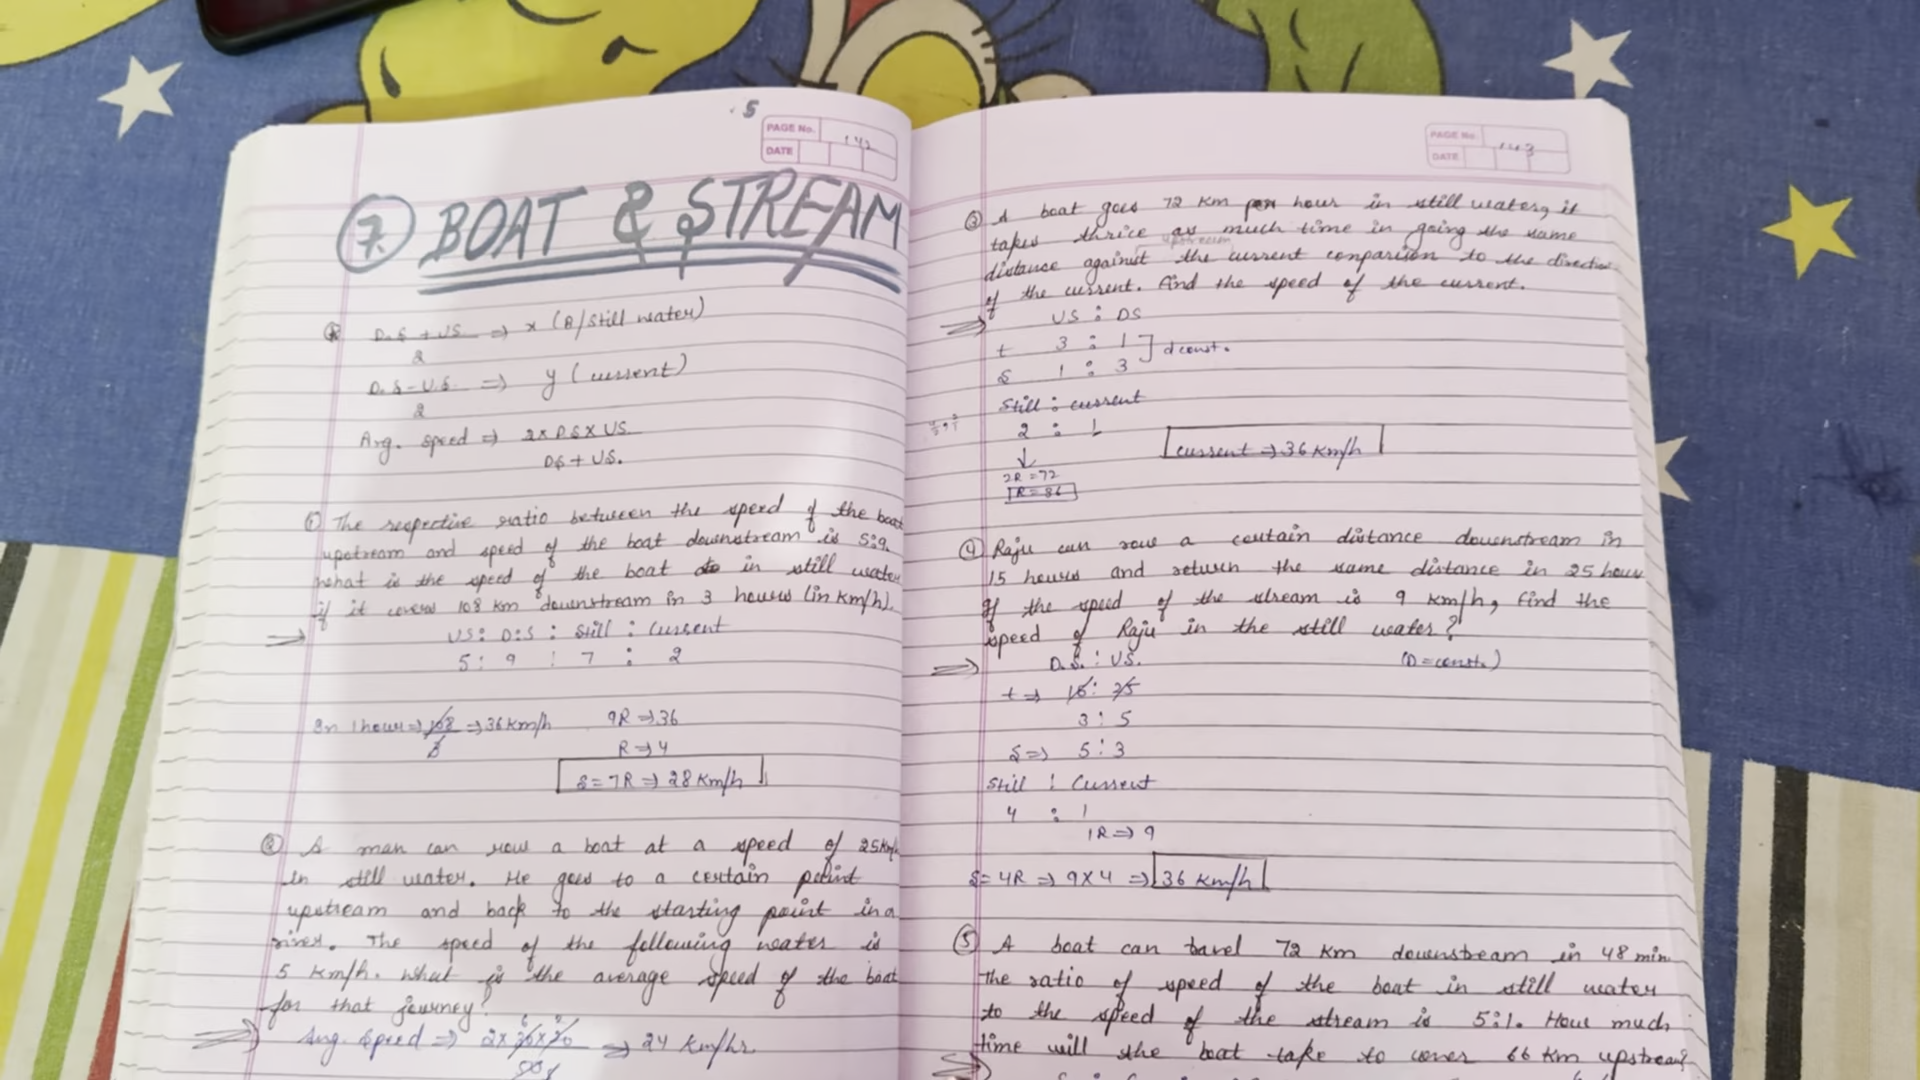 . 5
PAGE No. 142
DATE
7. BOAT & STREAM
D.S + US => x (B/still water)
2
D.S - U.S. => y (current)
2
Avg. speed => 2 x DS x US
DS + US.
① The respective ratio between the speed of the boat
upstream and speed of the boat downstream is 5:9.
what is the speed of the boat in still water
if it covers 108 km downstream in 3 hours (in km/h).
US : D:S : Still : Current
5 : 9 : 7 : 2
In 1 hour => 108 => 36 km/h
3
9R => 36
R => 4
S = 7R => 28 km/h
② A man can row a boat at a speed of 25 km/h
in still water. He goes to a certain point
upstream and back to the starting point in a
river. The speed of the following water is
5 km/h. what is the average speed of the boat
for that journey?
Avg. Speed => 2 x 30 x 20 => 24 km/hr
PAGE No. 143
DATE
③ A boat goes 72 km per hour in still water, it
takes thrice as much time in going the same
upstream
distance against the current comparison to the direction
of the current. Find the speed of the current.
US : DS
t 3 : 1 ] d const.
S 1 : 3
Still : current
2 : 1
↓
2R = 72
1R = 36
current => 36 km/h
④ Raju can row a certain distance downstream in
15 hours and return the same distance in 25 hour
If the speed of the stream is 9 km/h, find the
speed of Raju in the still water?
D.S. : US. (D = const.)
t => 15 : 25
3 : 5
S => 5 : 3
Still : Current
4 : 1
1R => 9
S = 4R => 9 x 4 => 36 km/h
⑤ A boat can tavel 72 km downstream in 48 min
The ratio of speed of the boat in still water
to the speed of the stream is 5:1. How much
time will the boat take to cover 66 km upstream?